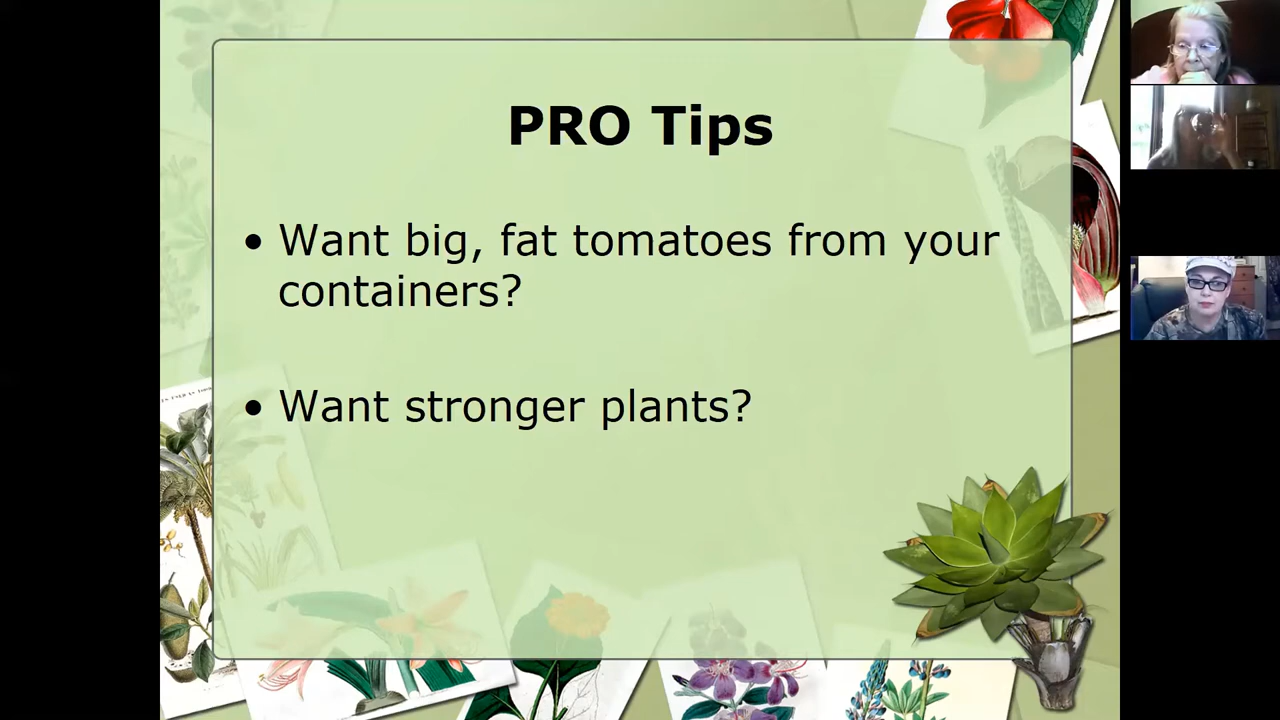 PRO Tips
• Want big, fat tomatoes from your
containers?
• Want stronger plants?